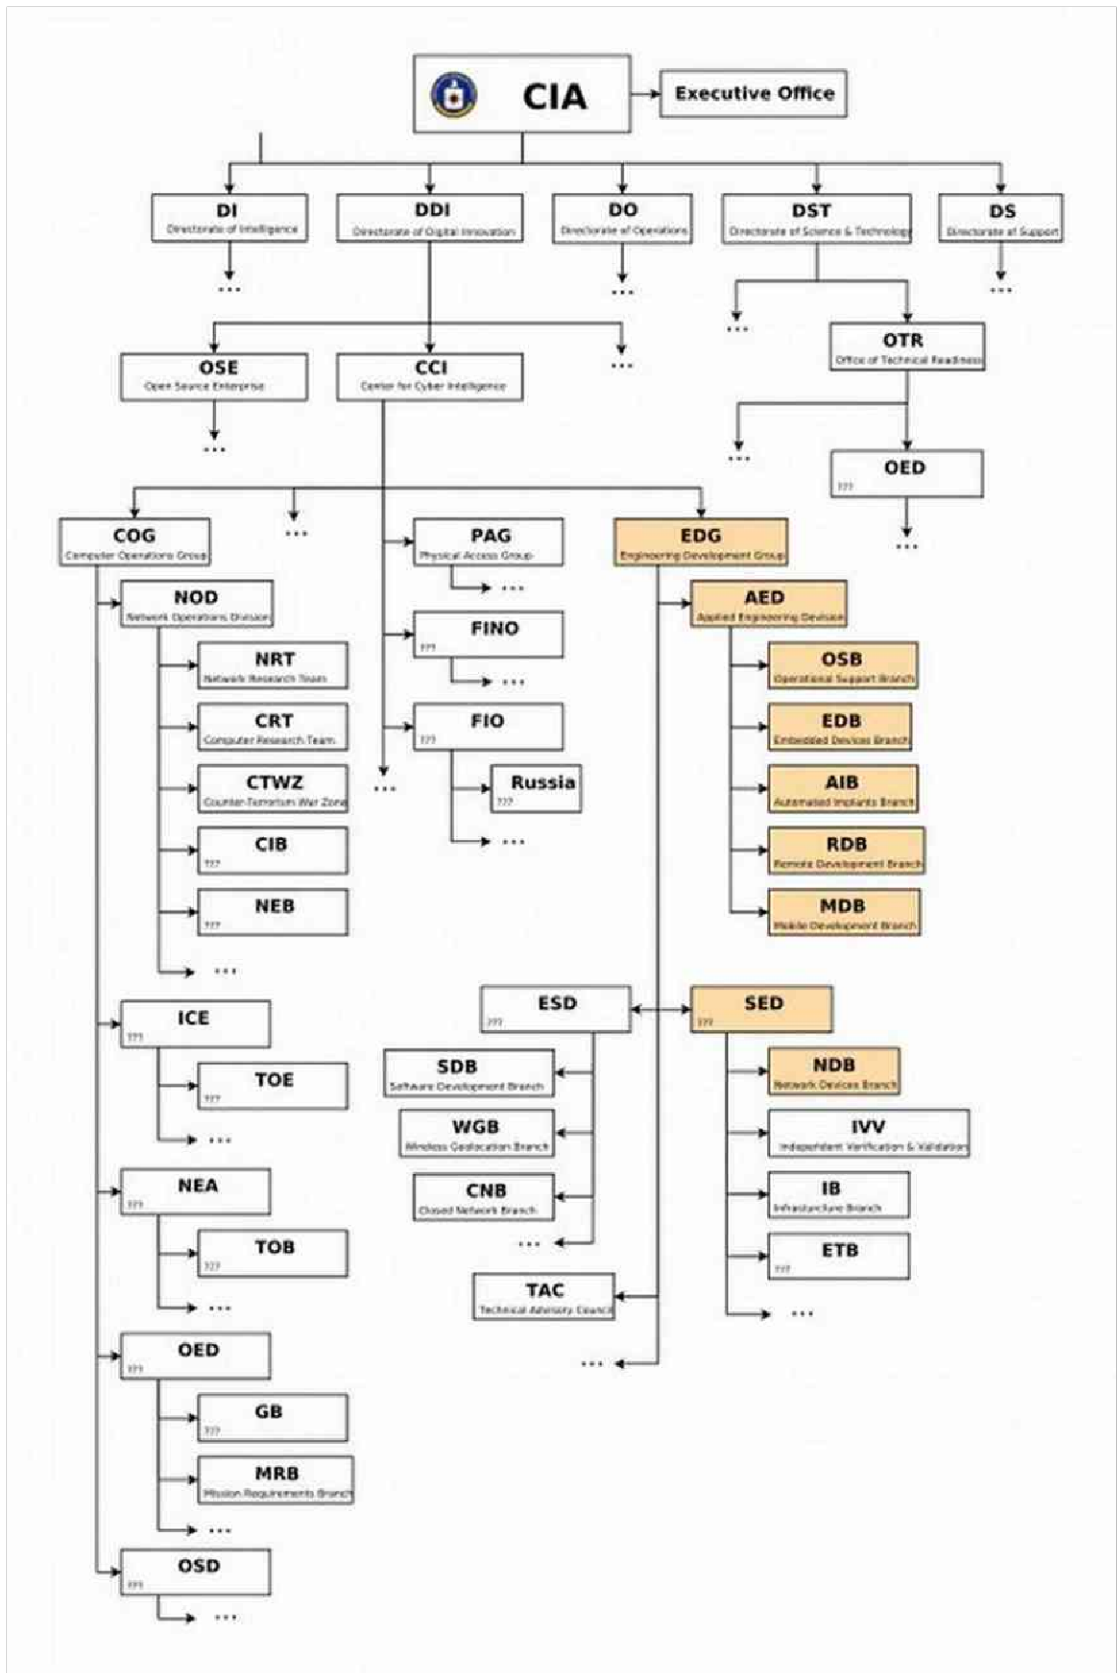 CIA
Executive Office
DI
Directorate of Intelligence
DDI
Directorate of Digital Innovation
DO
Directorate of Operations
DST
Directorate of Science & Technology
DS
Directorate of Support
...
...
...
OSE
Open Source Enterprise
CCI
Center for Cyber Intelligence
...
...
OTR
Office of Technical Readiness
...
...
OED
???
...
COG
Computer Operations Group
...
PAG
Physical Access Group
...
EDG
Engineering Development Group
NOD
Network Operations Division
FINO
???
...
AED
Applied Engineering Division
NRT
Network Research Team
OSB
Operational Support Branch
CRT
Computer Research Team
FIO
???
EDB
Embedded Devices Branch
CTWZ
Counter-Terrorism War Zone
...
Russia
???
...
AIB
Automated Implants Branch
CIB
???
RDB
Remote Development Branch
NEB
???
MDB
Mobile Development Branch
...
ICE
???
ESD
???
SED
???
TOE
???
...
SDB
Software Development Branch
NDB
Network Devices Branch
WGB
Wireless Geolocation Branch
IVV
Independent Verification & Validation
NEA
???
CNB
Closed Network Branch
IB
Infrasturcture Branch
TOB
???
...
...
ETB
???
TAC
Technical Advisory Council
...
...
OED
???
GB
???
MRB
Mission Requirements Branch
...
OSD
???
...